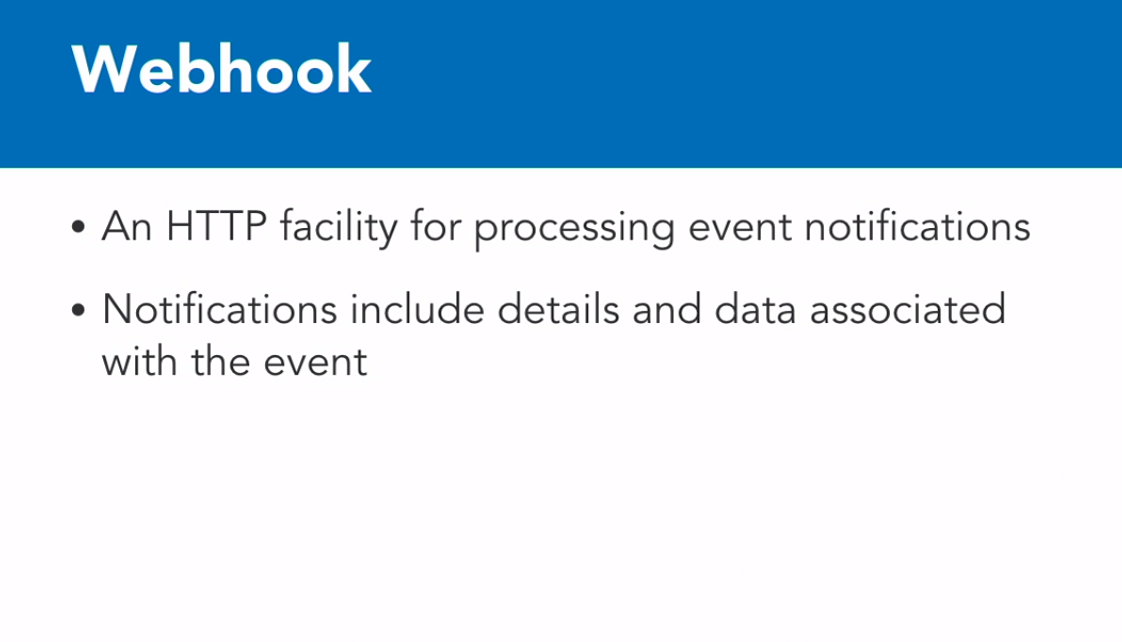 Webhook
• An HTTP facility for processing event notifications
• Notifications include details and data associated
with the event